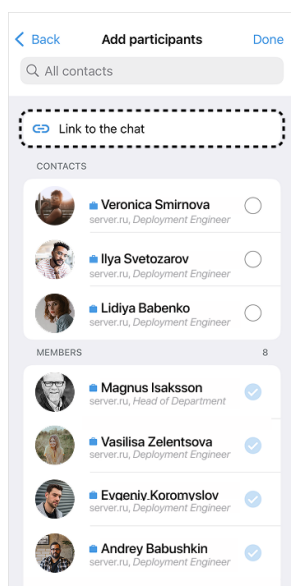 Back Add participants Done
All contacts
Link to the chat
CONTACTS
Veronica Smirnova
server.ru, Deployment Engineer
Ilya Svetozarov
server.ru, Deployment Engineer
Lidiya Babenko
server.ru, Deployment Engineer
MEMBERS 8
Magnus Isaksson
server.ru, Head of Department
Vasilisa Zelentsova
server.ru, Deployment Engineer
Evgeniy.Koromyslov
server.ru, Deployment Engineer
Andrey Babushkin
server.ru, Deployment Engineer